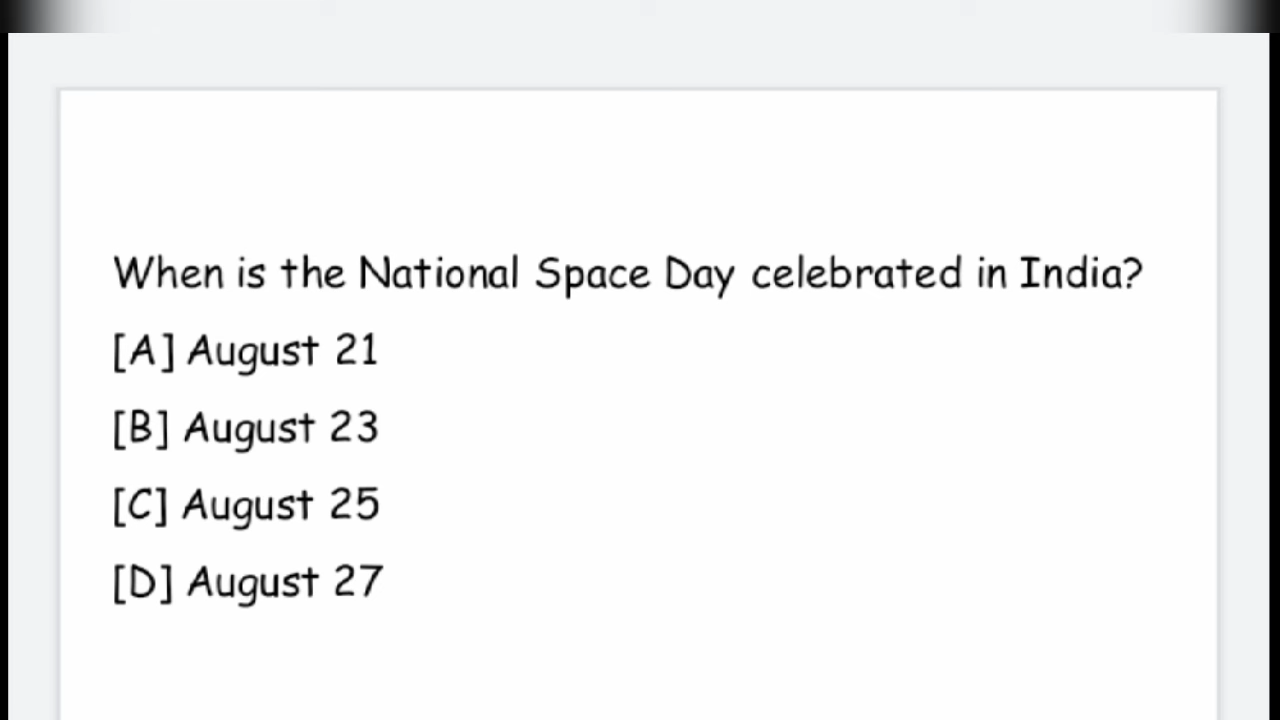 When is the National Space Day celebrated in India?
[A] August 21
[B] August 23
[C] August 25
[D] August 27